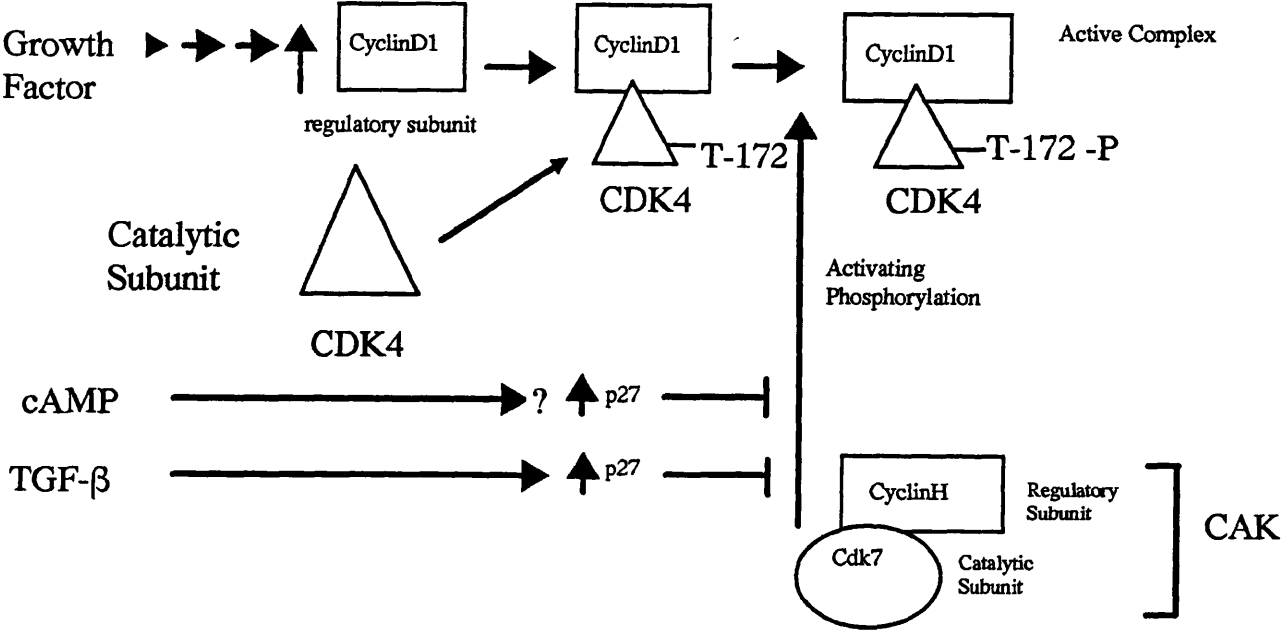 Growth
Factor
CyclinD1
regulatory subunit
CyclinD1
T-172
CDK4
CyclinD1
T-172 -P
CDK4
Active Complex
Catalytic
Subunit
CDK4
Activating
Phosphorylation
cAMP
?
p27
TGF-β
p27
CyclinH
Regulatory
Subunit
Cdk7
Catalytic
Subunit
CAK